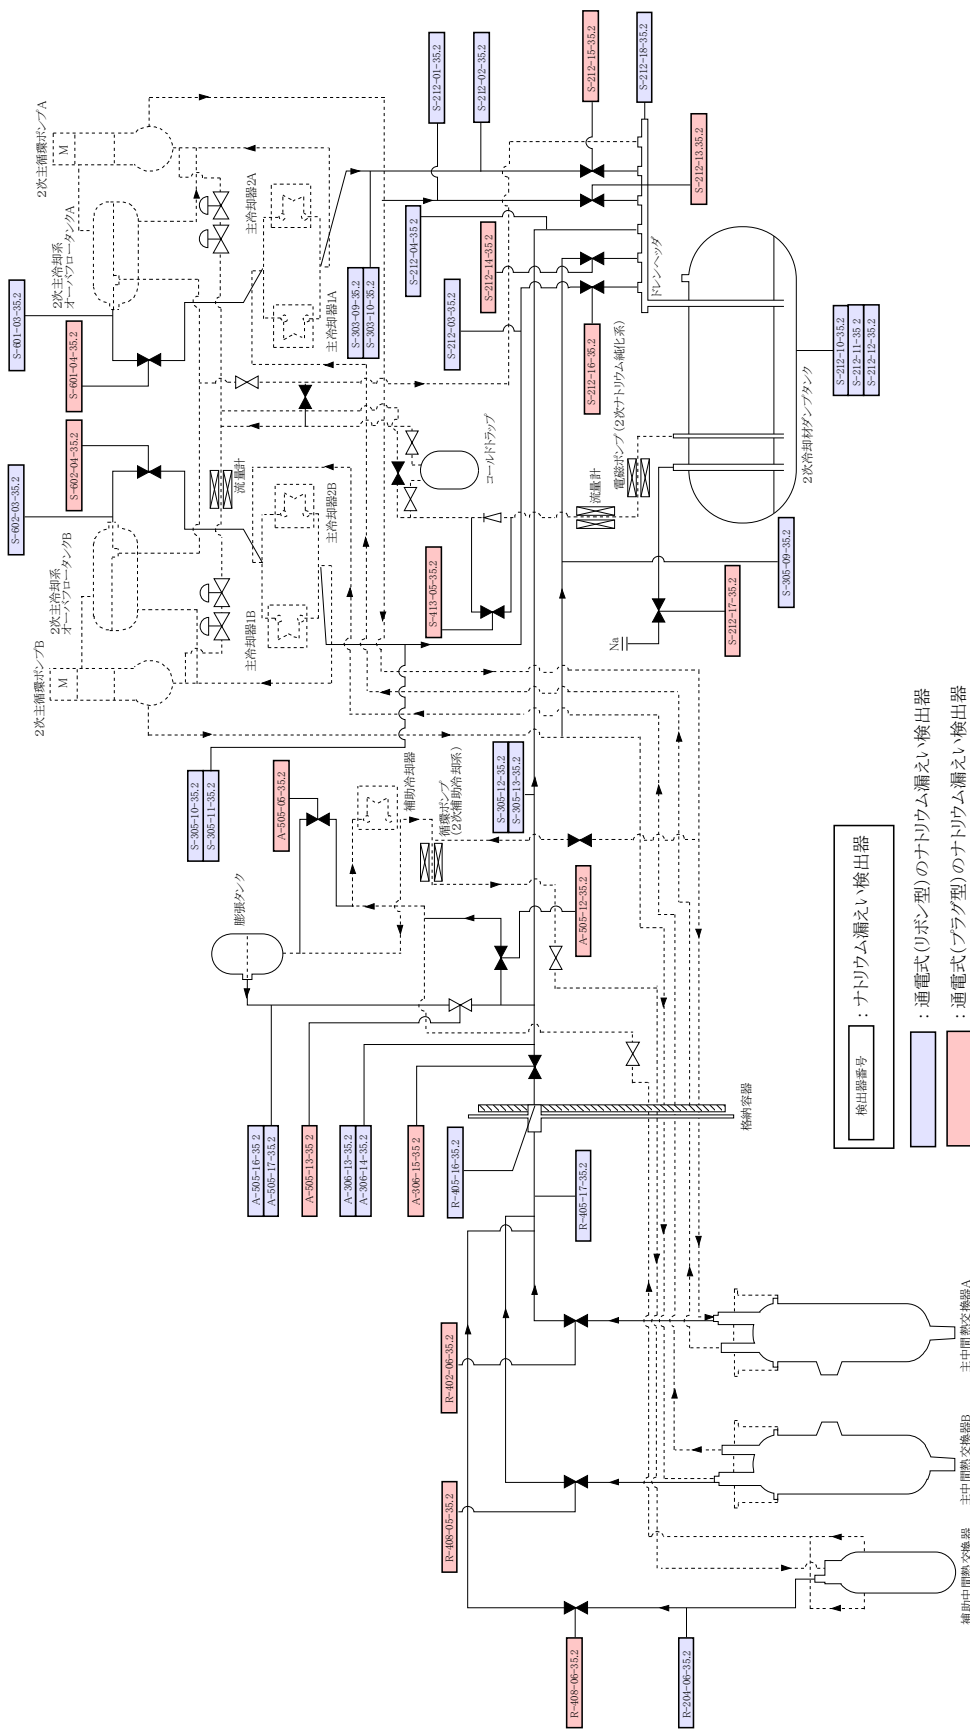 S-601-03-35.2
S-601-04-35.2
S-602-04-35.2
S-602-03-35.2
2次主循環ポンプA
M
2次主冷却系
オーバフロータンクA
主冷却器2A
主冷却器1A
2次主冷却系
オーバフロータンクB
流量計
主冷却器2B
主冷却器1B
2次主循環ポンプB
M
S-212-01-35.2
S-212-02-35.2
S-212-15-35.2
S-212-18-35.2
S-212-13.35.2
S-212-04-35.2
S-212-14-35.2
S-303-09-35.2
S-303-10-35.2
S-212-03-35.2
S-212-16-35.2
ドレンヘッダ
コールドトラップ
流量計
電磁ポンプ(2次ナトリウム純化系)
2次冷却材ダンプタンク
S-212-10-35.2
S-212-11-35.2
S-212-12-35.2
S-413-05-35.2
Na
S-212-17-35.2
S-305-09-35.2
S-305-10-35.2
S-305-11-35.2
A-505-05-35.2
補助冷却器
循環ポンプ
(2次補助冷却系)
S-305-12-35.2
S-305-13-35.2
膨張タンク
A-505-12-35.2
A-505-16-35.2
A-505-17-35.2
A-505-13-35.2
A-306-13-35.2
A-306-14-35.2
A-306-15-35.2
R-405-16-35.2
R-405-17-35.2
格納容器
R-402-06-35.2
R-408-05-35.2
R-408-06-35.2
R-204-06-35.2
主中間熱交換器A
主中間熱交換器B
補助中間熱交換器
検出器番号
:ナトリウム漏えい検出器
:通電式(リボン型)のナトリウム漏えい検出器
:通電式(プラグ型)のナトリウム漏えい検出器